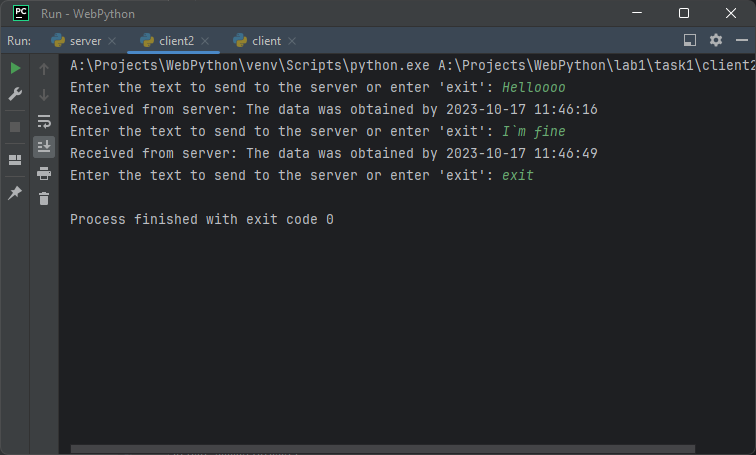 PC Run - WebPython
Run: server client2 client
A:\Projects\WebPython\venv\Scripts\python.exe A:\Projects\WebPython\lab1\task1\client2
Enter the text to send to the server or enter 'exit': Helloooo
Received from server: The data was obtained by 2023-10-17 11:46:16
Enter the text to send to the server or enter 'exit': I`m fine
Received from server: The data was obtained by 2023-10-17 11:46:49
Enter the text to send to the server or enter 'exit': exit
Process finished with exit code 0